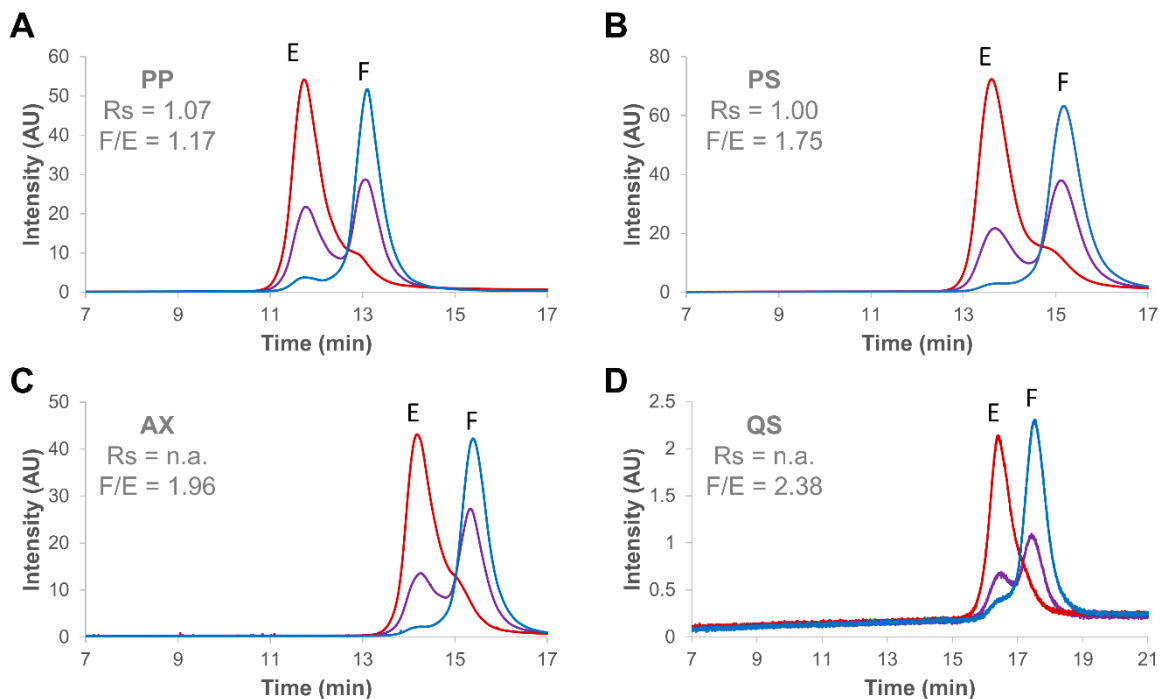 A
E
F
PP
Rs = 1.07
F/E = 1.17
Intensity (AU)
60
50
40
30
20
10
0
7 9 11 13 15 17
Time (min)
B
E
F
PS
Rs = 1.00
F/E = 1.75
Intensity (AU)
80
60
40
20
0
7 9 11 13 15 17
Time (min)
C
E F
AX
Rs = n.a.
F/E = 1.96
Intensity (AU)
50
40
30
20
10
0
7 9 11 13 15 17
Time (min)
D
E F
QS
Rs = n.a.
F/E = 2.38
Intensity (AU)
2.5
2
1.5
1
0.5
0
7 9 11 13 15 17 19 21
Time (min)